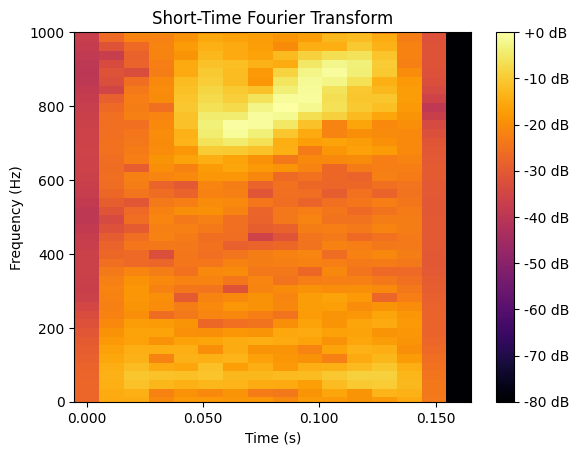 Short-Time Fourier Transform
1000
800
600
400
200
0
Frequency (Hz)
0.000
0.050
0.100
0.150
Time (s)
+0 dB
-10 dB
-20 dB
-30 dB
-40 dB
-50 dB
-60 dB
-70 dB
-80 dB